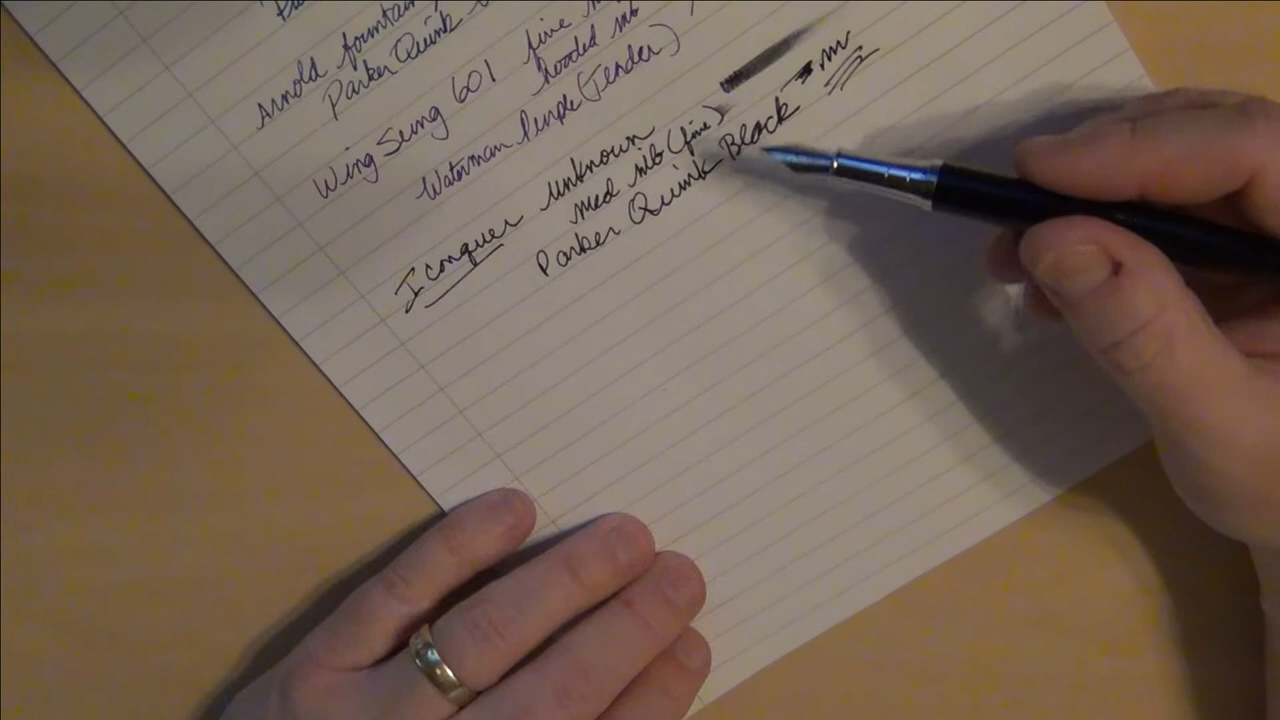 Arnold fountain
Parker Quink
Wing Sung 601 fine
hooded nib
Waterman Purple (Tender)
Iconquer unknown
med nib (fine)
Parker Quink Black